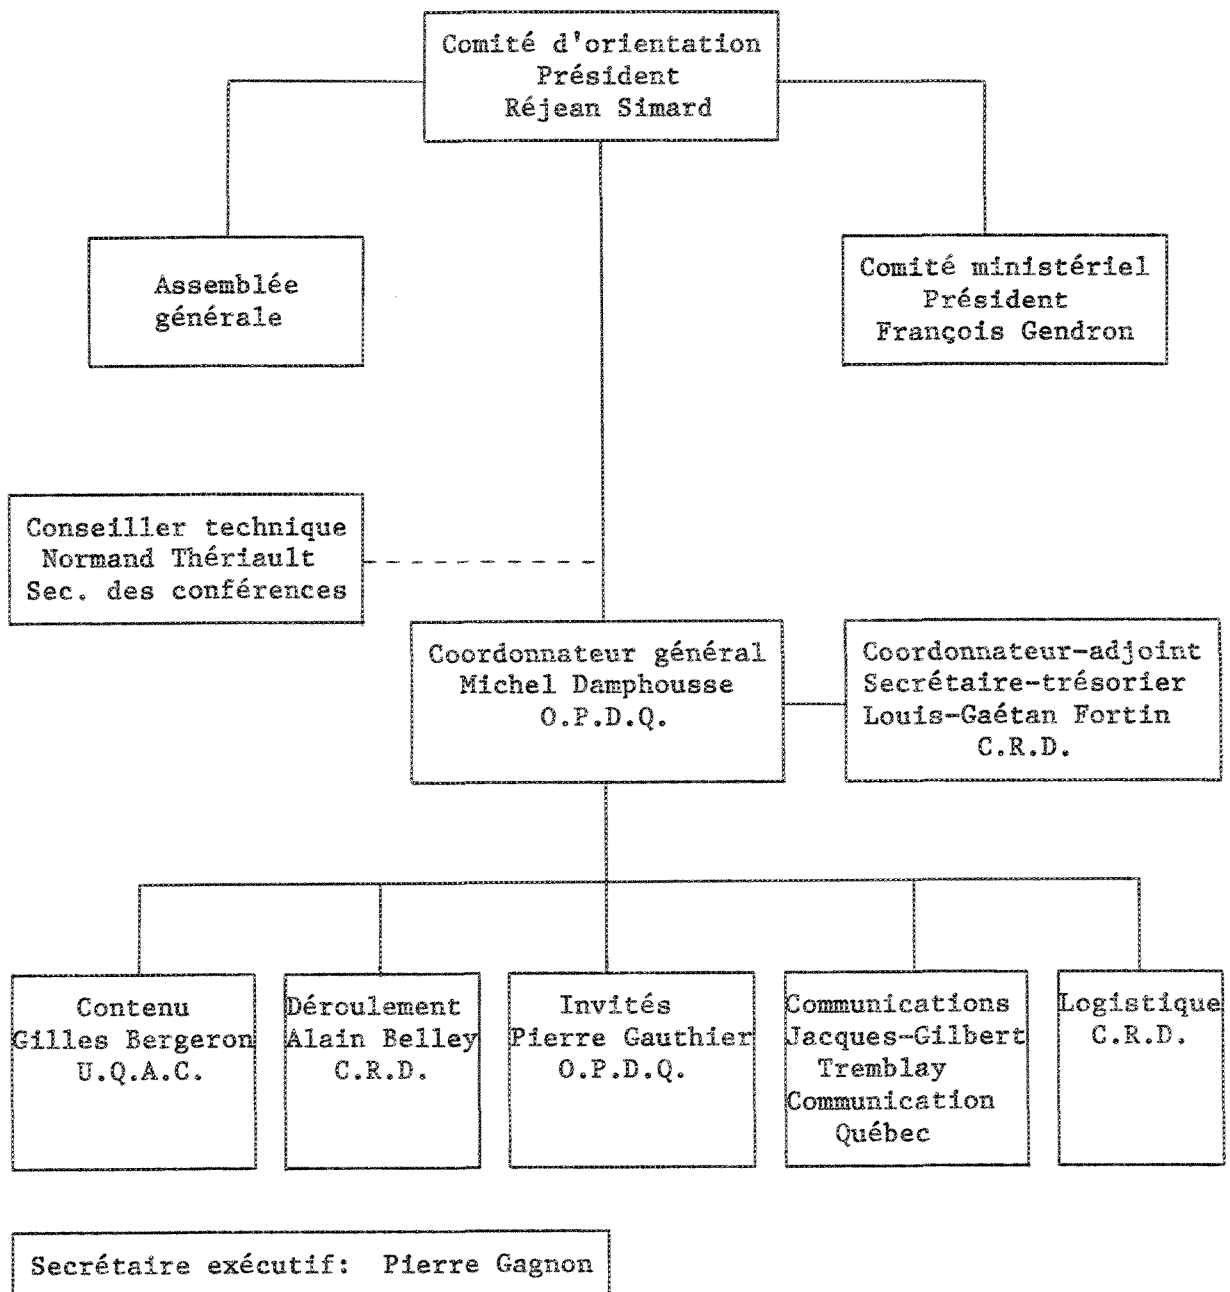 Comité d'orientation
Président
Réjean Simard
Assemblée
générale
Comité ministériel
Président
François Gendron
Conseiller technique
Normand Thériault
Sec. des conférences
Coordonnateur général
Michel Damphousse
O.P.D.Q.
Coordonnateur-adjoint
Secrétaire-trésorier
Louis-Gaétan Fortin
C.R.D.
Contenu
Gilles Bergeron
U.Q.A.C.
Déroulement
Alain Belley
C.R.D.
Invités
Pierre Gauthier
O.P.D.Q.
Communications
Jacques-Gilbert
Tremblay
Communication
Québec
Logistique
C.R.D.
Secrétaire exécutif: Pierre Gagnon